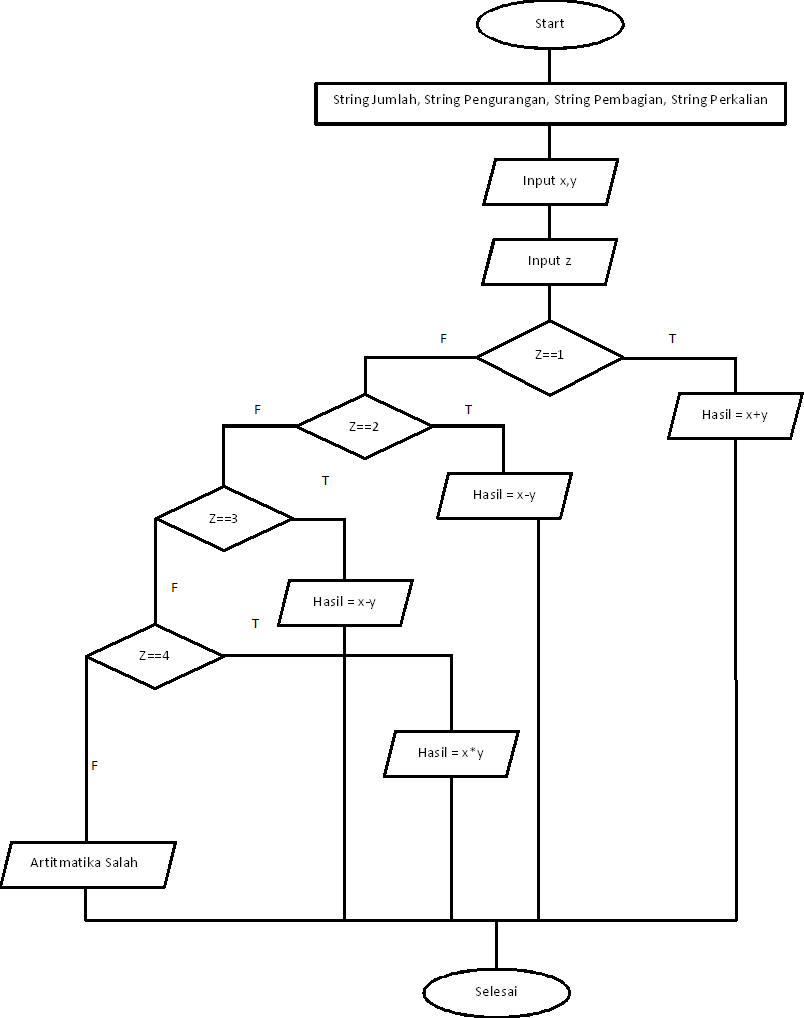 Start
String Jumlah, String Pengurangan, String Pembagian, String Perkalian
Input x,y
Input z
F
T
Z==1
F
T
Z==2
Hasil = x+y
T
Hasil = x-y
Z==3
F
Hasil = x-y
T
Z==4
Hasil = x*y
F
Artitmatika Salah
Selesai